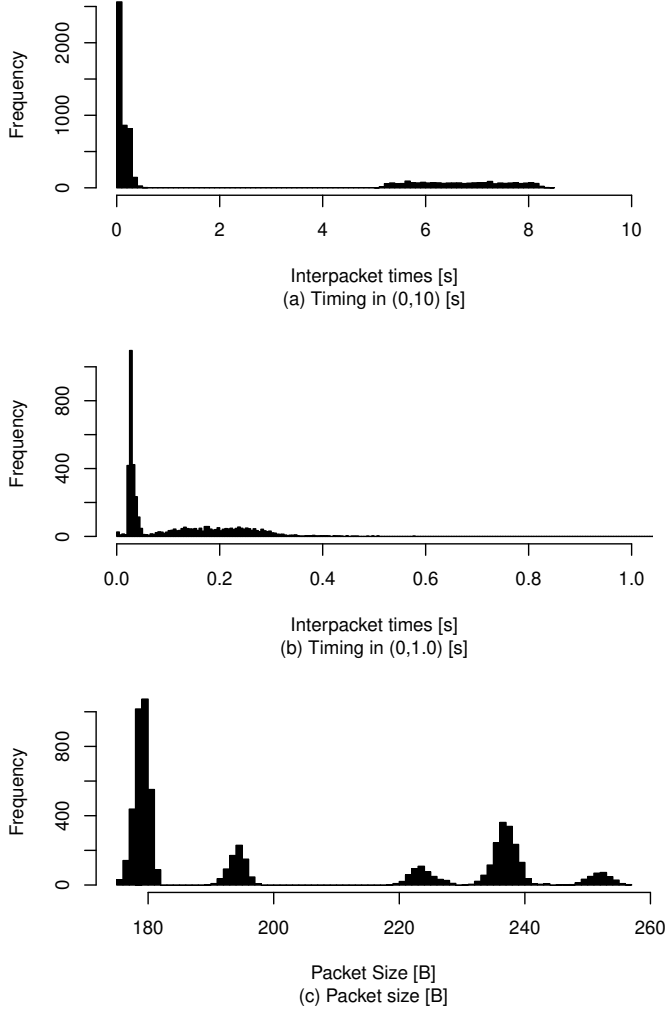 Frequency
0
1000
2000
0 2 4 6 8 10
Interpacket times [s]
(a) Timing in (0,10) [s]
Frequency
0
400
800
0.0 0.2 0.4 0.6 0.8 1.0
Interpacket times [s]
(b) Timing in (0,1.0) [s]
Frequency
0
400
800
180 200 220 240 260
Packet Size [B]
(c) Packet size [B]